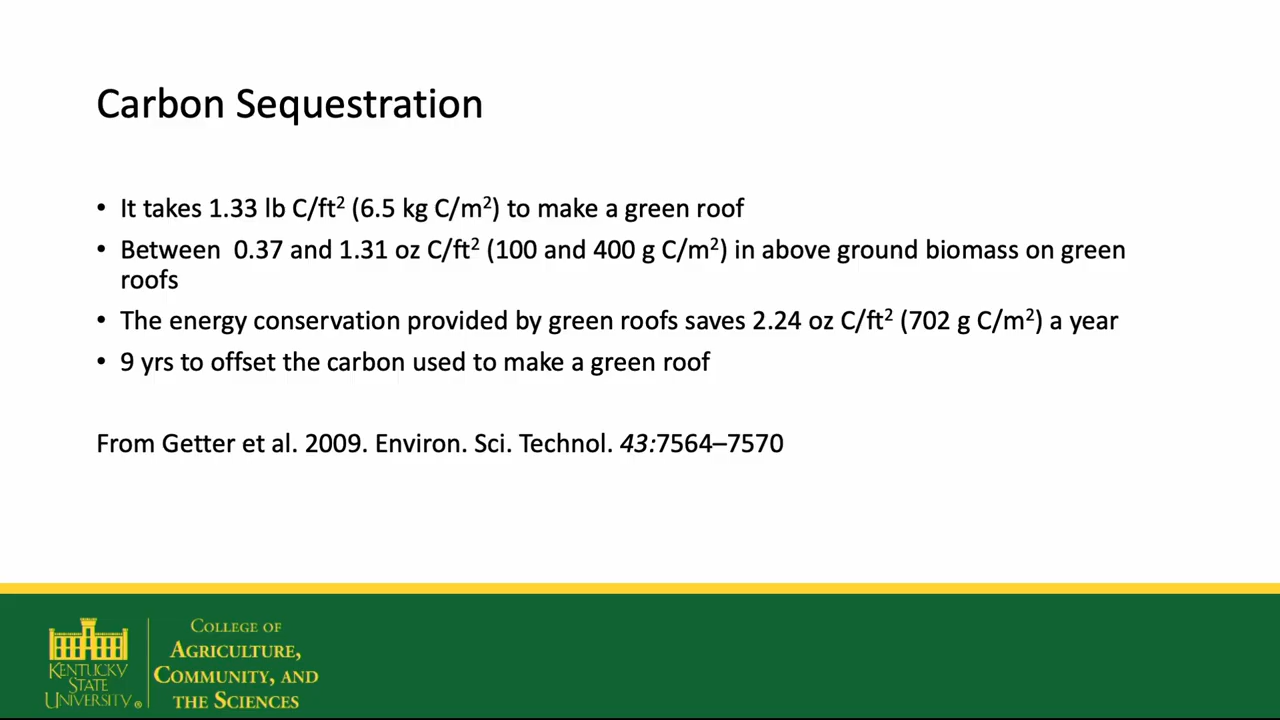 Carbon Sequestration
• It takes 1.33 lb C/ft² (6.5 kg C/m²) to make a green roof
• Between  0.37 and 1.31 oz C/ft² (100 and 400 g C/m²) in above ground biomass on green
roofs
• The energy conservation provided by green roofs saves 2.24 oz C/ft² (702 g C/m²) a year
• 9 yrs to offset the carbon used to make a green roof
From Getter et al. 2009. Environ. Sci. Technol. 43:7564–7570
KENTUCKY
STATE
UNIVERSITY®
COLLEGE OF
AGRICULTURE,
COMMUNITY, AND
THE SCIENCES